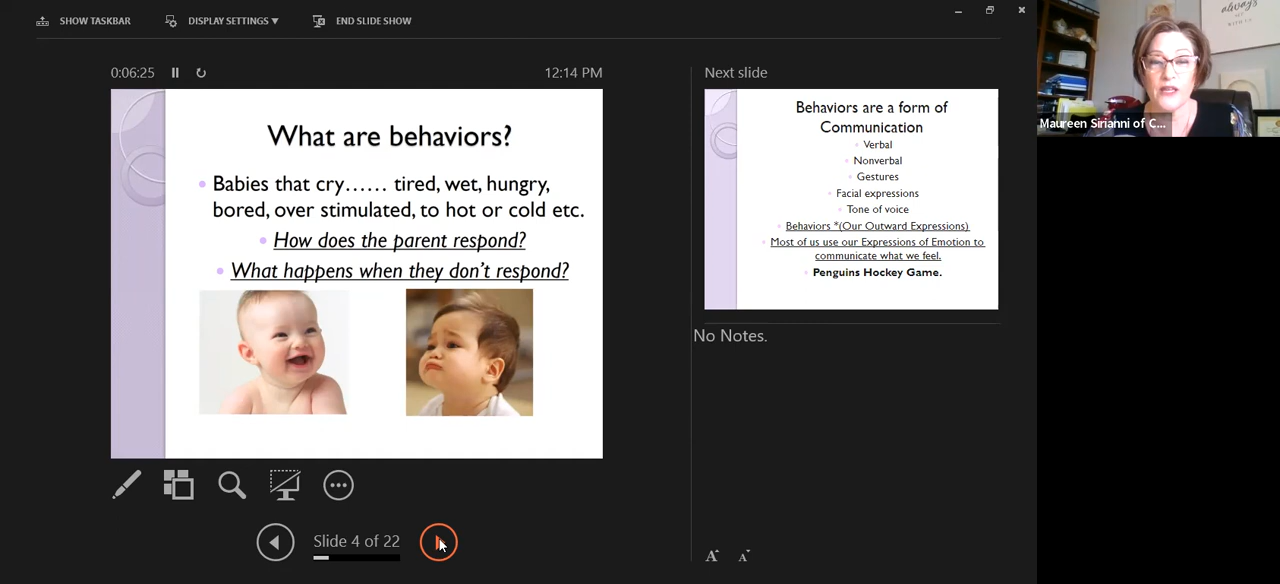 SHOW TASKBAR
DISPLAY SETTINGS ▼
END SLIDE SHOW
0:06:25
12:14 PM
What are behaviors?
• Babies that cry…… tired, wet, hungry,
bored, over stimulated, to hot or cold etc.
• How does the parent respond?
• What happens when they don't respond?
Slide 4 of 22
Next slide
Behaviors are a form of
Communication
• Verbal
• Nonverbal
• Gestures
• Facial expressions
• Tone of voice
• Behaviors *(Our Outward Expressions)
• Most of us use our Expressions of Emotion to
communicate what we feel.
• Penguins Hockey Game.
No Notes.
A A
always
WITH US
Maureen Sirianni of C...